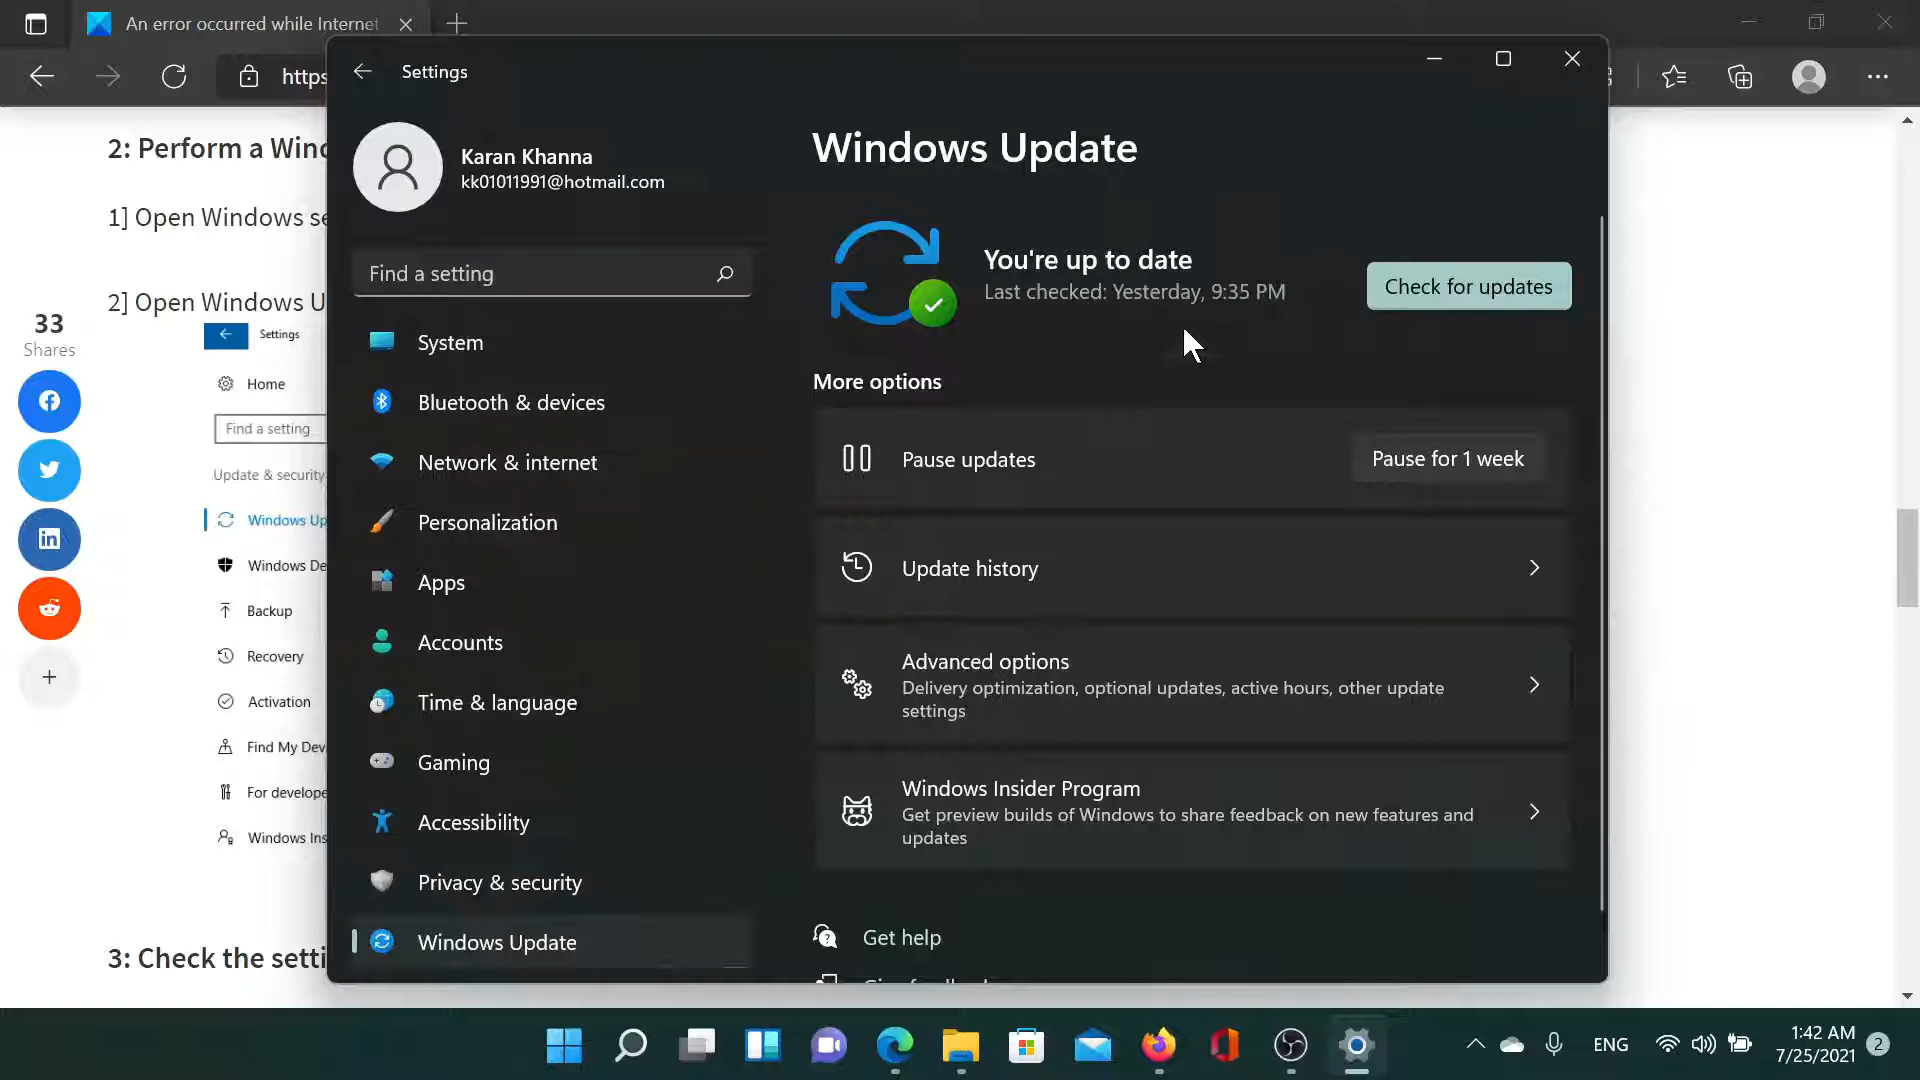 An error occurred while Internet
https
Settings
2: Perform a Wind
1] Open Windows se
2] Open Windows U
33
Shares
Settings
Home
Find a setting
Update & security
Windows Up
Windows De
Backup
Recovery
Activation
Find My Dev
For develope
Windows Ins
3: Check the setti
Karan Khanna
kk01011991@hotmail.com
Find a setting
System
Bluetooth & devices
Network & internet
Personalization
Apps
Accounts
Time & language
Gaming
Accessibility
Privacy & security
Windows Update
Windows Update
You're up to date
Last checked: Yesterday, 9:35 PM
Check for updates
More options
Pause updates
Pause for 1 week
Update history
Advanced options
Delivery optimization, optional updates, active hours, other update
settings
Windows Insider Program
Get preview builds of Windows to share feedback on new features and
updates
Get help
ENG
1:42 AM
7/25/2021
2